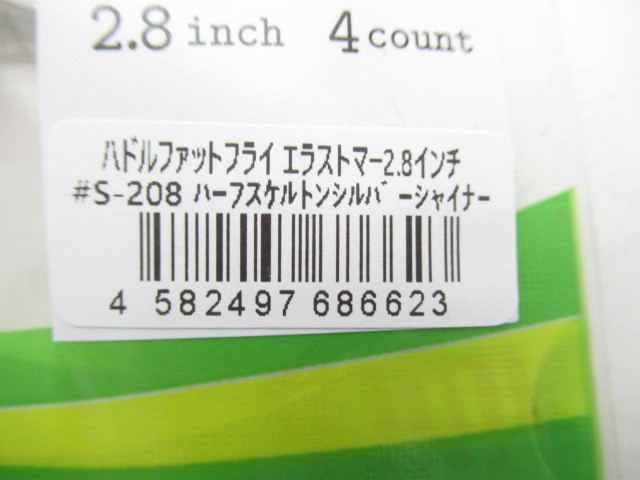 2.8 inch 4 count
ハドルファットフライ エラストマー2.8インチ
#S-208 ハーフスケルトンシルバーシャイナー
4 582497 686623